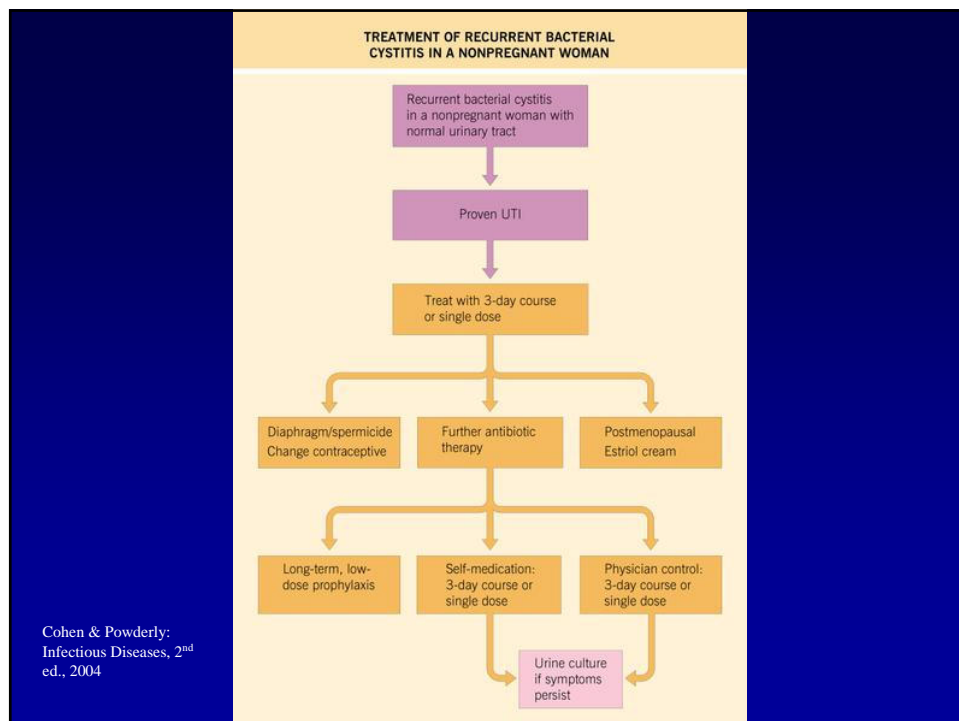 TREATMENT OF RECURRENT BACTERIAL
CYSTITIS IN A NONPREGNANT WOMAN
Recurrent bacterial cystitis
in a nonpregnant woman with
normal urinary tract
Proven UTI
Treat with 3-day course
or single dose
Diaphragm/spermicide
Change contraceptive
Further antibiotic
therapy
Postmenopausal
Estriol cream
Long-term, low-
dose prophylaxis
Self-medication:
3-day course or
single dose
Physician control:
3-day course or
single dose
Urine culture
if symptoms
persist
Cohen & Powderly:
Infectious Diseases, 2nd
ed., 2004